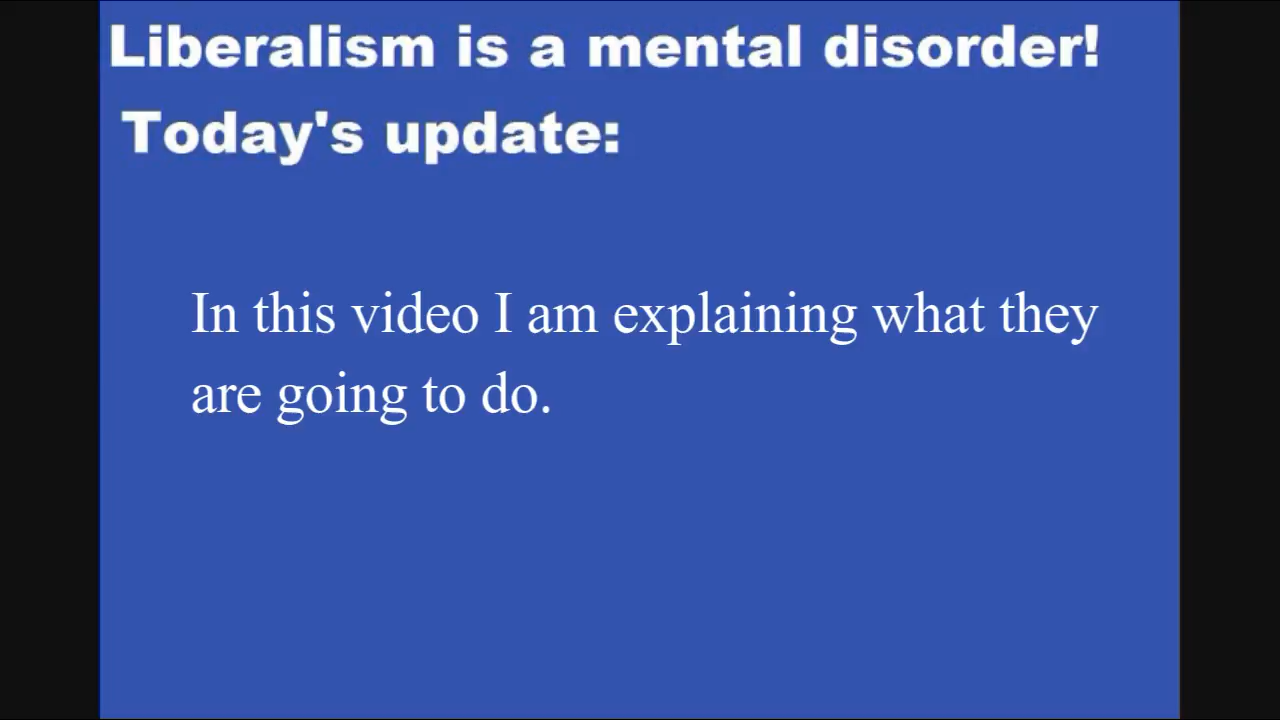 Liberalism is a mental disorder!
Today's update:
In this video I am explaining what they
are going to do.